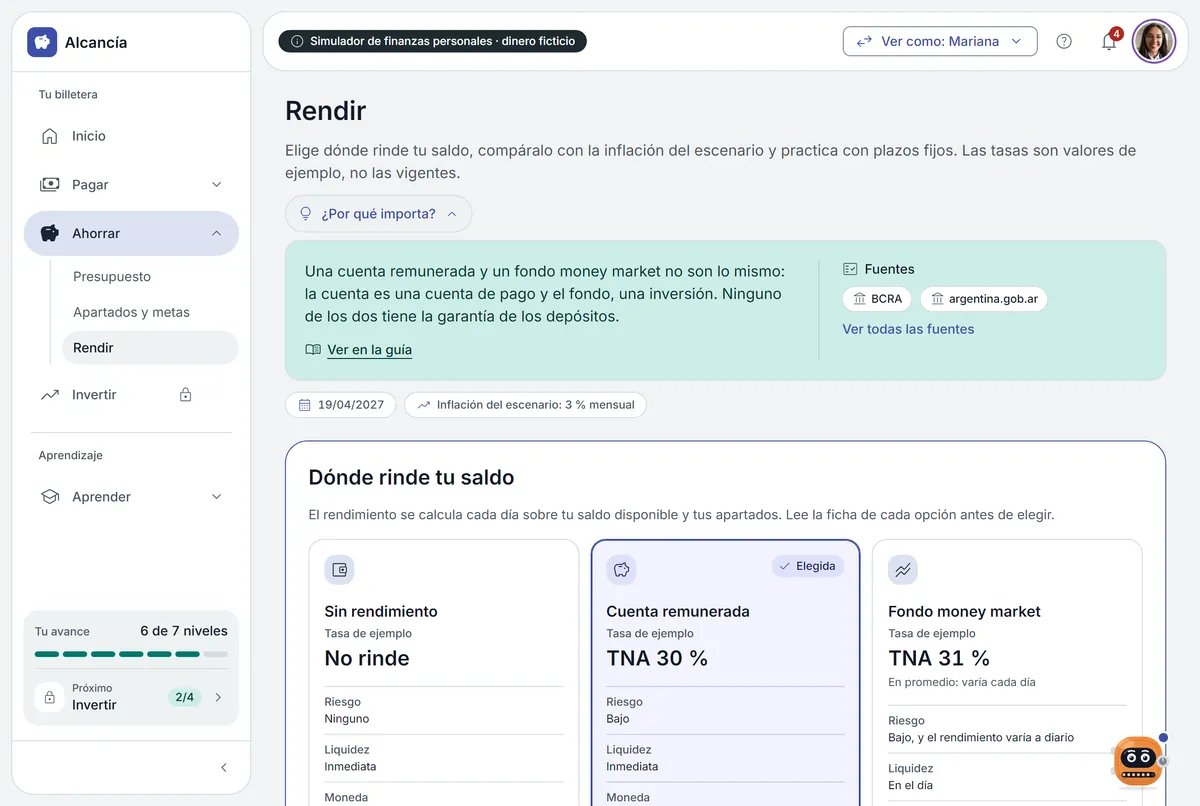 Alcancía
Simulador de finanzas personales · dinero ficticio
Ver como: Mariana
4
Tu billetera
Inicio
Pagar
Ahorrar
Presupuesto
Apartados y metas
Rendir
Invertir
Aprendizaje
Aprender
Tu avance
6 de 7 niveles
Próximo
Invertir
2/4
Rendir
Elige dónde rinde tu saldo, compáralo con la inflación del escenario y practica con plazos fijos. Las tasas son valores de
ejemplo, no las vigentes.
¿Por qué importa?
Una cuenta remunerada y un fondo money market no son lo mismo:
la cuenta es una cuenta de pago y el fondo, una inversión. Ninguno
de los dos tiene la garantía de los depósitos.
Ver en la guía
Fuentes
BCRA
argentina.gob.ar
Ver todas las fuentes
19/04/2027
Inflación del escenario: 3 % mensual
Dónde rinde tu saldo
El rendimiento se calcula cada día sobre tu saldo disponible y tus apartados. Lee la ficha de cada opción antes de elegir.
Sin rendimiento
Tasa de ejemplo
No rinde
Riesgo
Ninguno
Liquidez
Inmediata
Moneda
Elegida
Cuenta remunerada
Tasa de ejemplo
TNA 30 %
Riesgo
Bajo
Liquidez
Inmediata
Moneda
Fondo money market
Tasa de ejemplo
TNA 31 %
En promedio: varía cada día
Riesgo
Bajo, y el rendimiento varía a diario
Liquidez
En el día